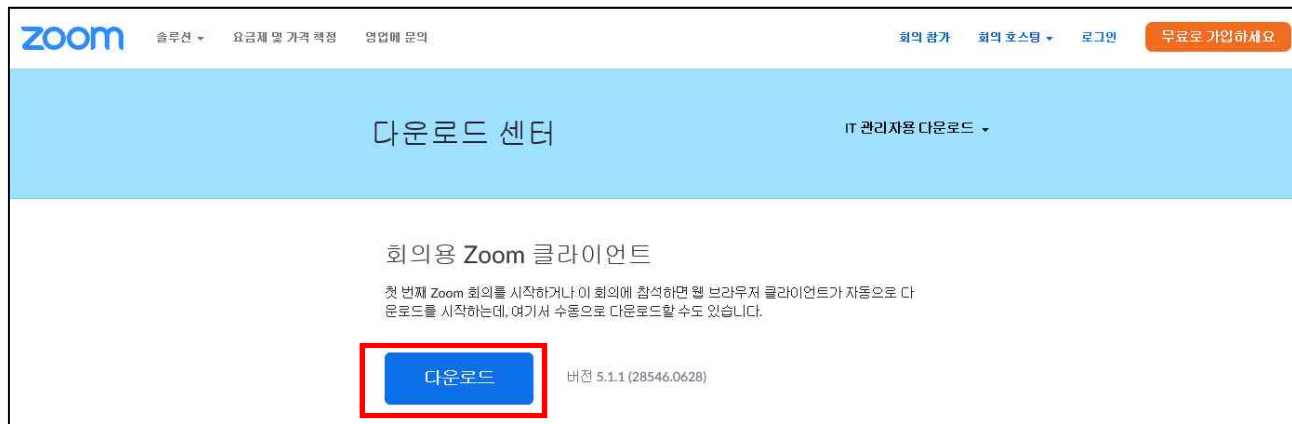 zoom 솔루션 요금제 및 가격 책정 영업에 문의 회의 참가 회의 호스팅 로그인 무료로 가입하세요
다운로드 센터 IT 관리자용 다운로드
회의용 Zoom 클라이언트
첫 번째 Zoom 회의를 시작하거나 이 회의에 참석하면 웹 브라우저 클라이언트가 자동으로 다
운로드를 시작하는데, 여기서 수동으로 다운로드할 수도 있습니다.
다운로드 버전 5.1.1 (28546.0628)